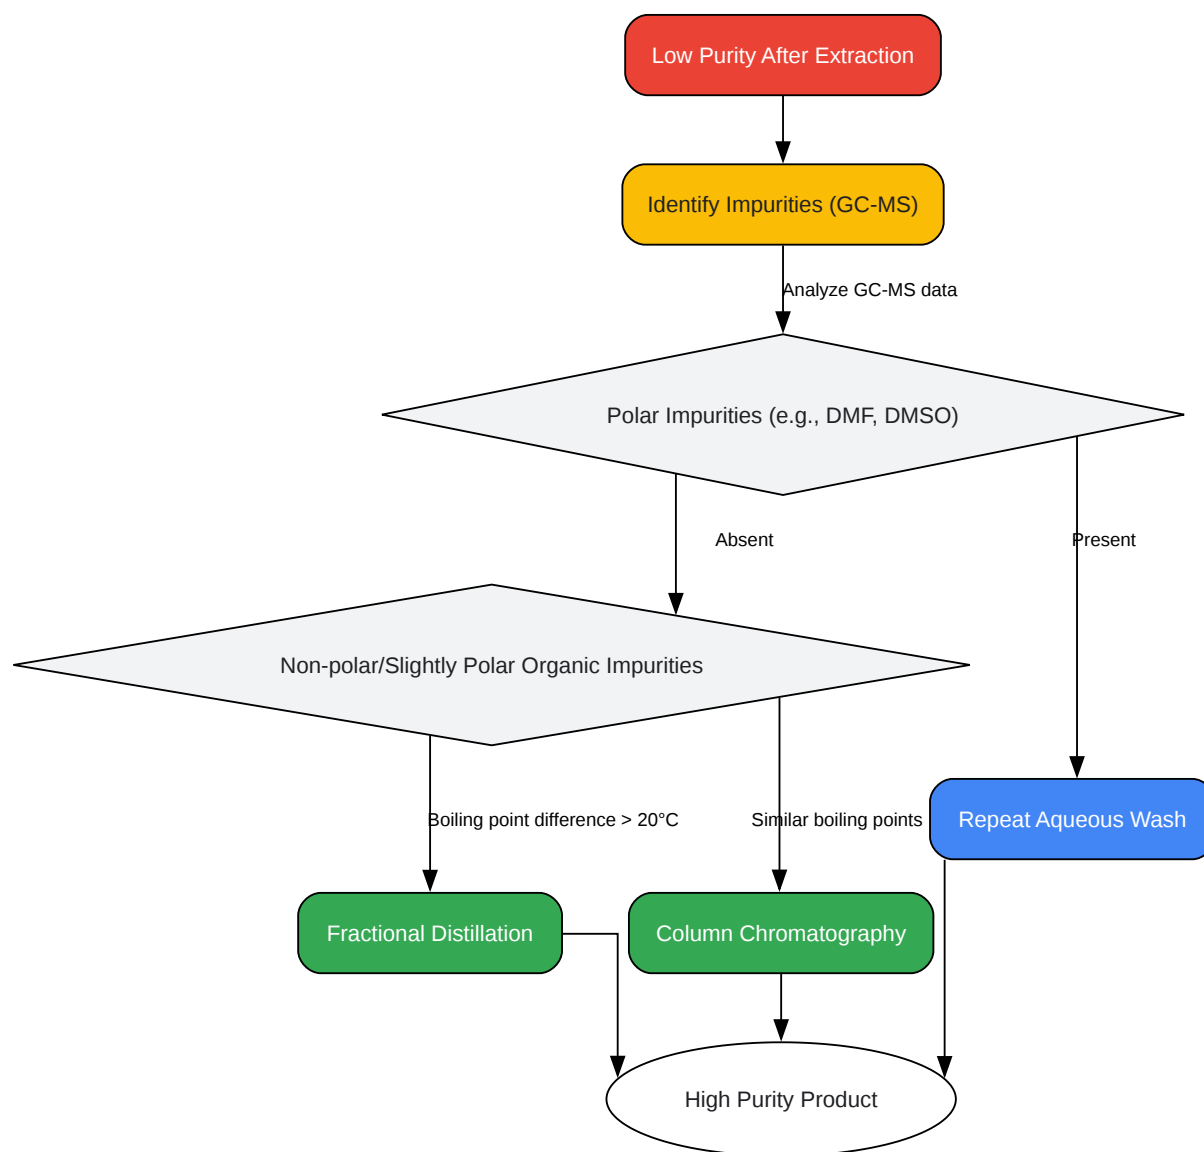 Low Purity After Extraction
Identify Impurities (GC-MS)
Analyze GC-MS data
Polar Impurities (e.g., DMF, DMSO)
Absent
Present
Non-polar/Slightly Polar Organic Impurities
Boiling point difference > 20°C
Similar boiling points
Repeat Aqueous Wash
Fractional Distillation
Column Chromatography
High Purity Product